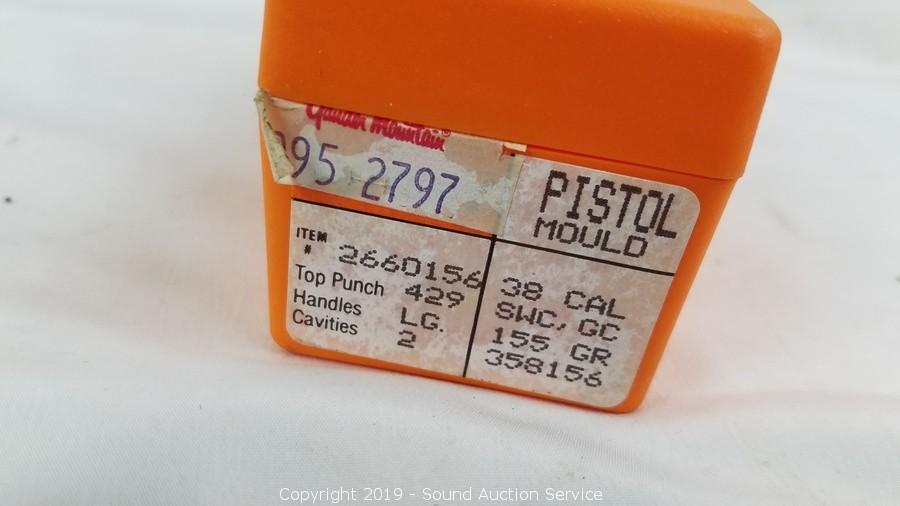 Mountain®
95 2797
PISTOL
MOULD
ITEM # 2660156
Top Punch 429
Handles LG.
Cavities 2
38 CAL
SWC, GC
155 GR
358156
Copyright 2019 - Sound Auction Service